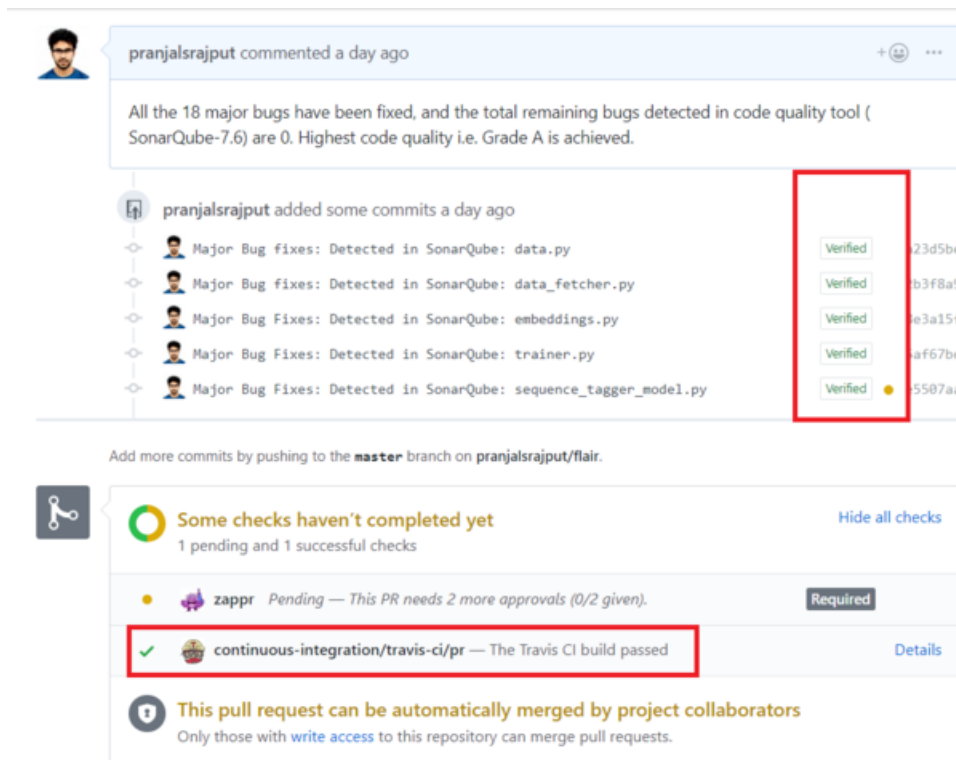 pranjalsrajput commented a day ago
All the 18 major bugs have been fixed, and the total remaining bugs detected in code quality tool (
SonarQube-7.6) are 0. Highest code quality i.e. Grade A is achieved.
pranjalsrajput added some commits a day ago
Major Bug fixes: Detected in SonarQube: data.py Verified
Major Bug fixes: Detected in SonarQube: data_fetcher.py Verified
Major Bug Fixes: Detected in SonarQube: embeddings.py Verified
Major Bug Fixes: Detected in SonarQube: trainer.py Verified
Major Bug Fixes: Detected in SonarQube: sequence_tagger_model.py Verified
Add more commits by pushing to the master branch on pranjalsrajput/flair.
Some checks haven't completed yet Hide all checks
1 pending and 1 successful checks
zappr Pending — This PR needs 2 more approvals (0/2 given). Required
continuous-integration/travis-ci/pr — The Travis CI build passed Details
This pull request can be automatically merged by project collaborators
Only those with write access to this repository can merge pull requests.